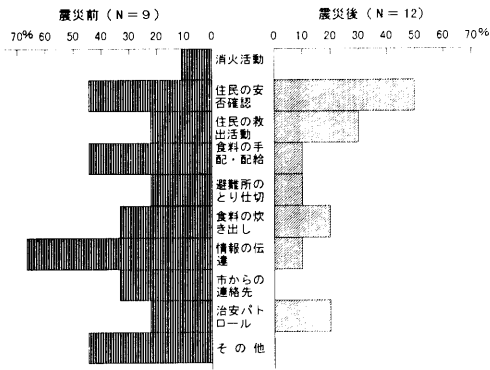 震災前（N＝9）
震災後（N＝12）
70% 60 50 40 30 20 10 0
0 10 20 30 40 50 60 70%
消火活動
住民の安
否確認
住民の救
出活動
食料の手
配・配給
避難所の
とり仕切
食料の炊
き出し
情報の伝
達
市からの
連絡先
治安パト
ロール
その他